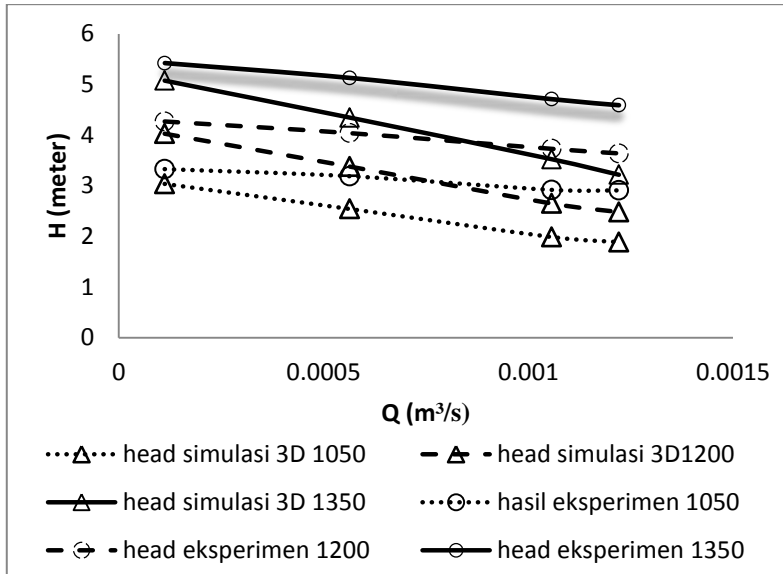 6
5
4
3
2
1
0
H (meter)
0 0.0005 0.001 0.0015
Q (m³/s)
head simulasi 3D 1050 head simulasi 3D1200
head simulasi 3D 1350 hasil eksperimen 1050
head eksperimen 1200 head eksperimen 1350